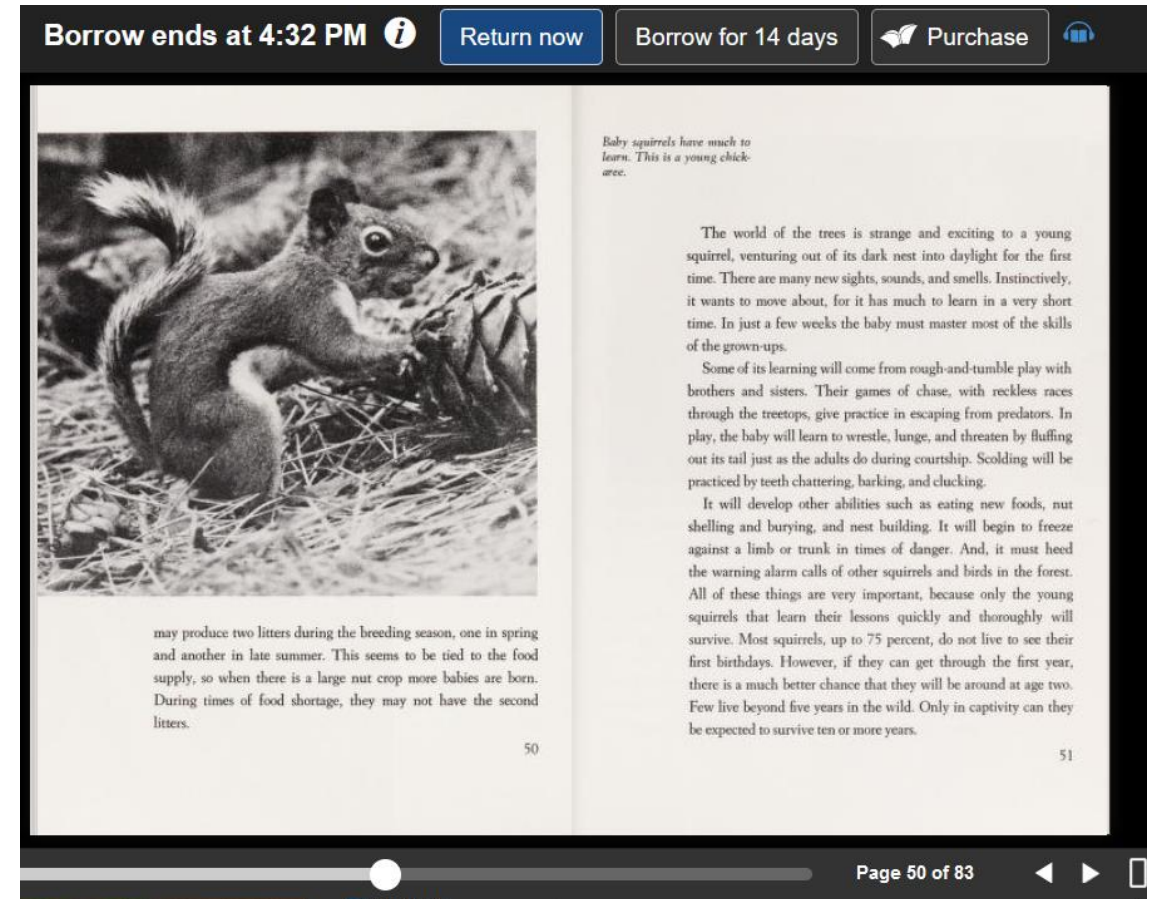 Borrow ends at 4:32 PM
i
Return now
Borrow for 14 days
Purchase
may produce two litters during the breeding season, one in spring
and another in late summer. This seems to be tied to the food
supply, so when there is a large nut crop more babies are born.
During times of food shortage, they may not have the second
litters.
50
Baby squirrels have much to
learn. This is a young chick-
aree.
The world of the trees is strange and exciting to a young
squirrel, venturing out of its dark nest into daylight for the first
time. There are many new sights, sounds, and smells. Instinctively,
it wants to move about, for it has much to learn in a very short
time. In just a few weeks the baby must master most of the skills
of the grown-ups.
Some of its learning will come from rough-and-tumble play with
brothers and sisters. Their games of chase, with reckless races
through the treetops, give practice in escaping from predators. In
play, the baby will learn to wrestle, lunge, and threaten by fluffing
out its tail just as the adults do during courtship. Scolding will be
practiced by teeth chattering, barking, and clucking.
It will develop other abilities such as eating new foods, nut
shelling and burying, and nest building. It will begin to freeze
against a limb or trunk in times of danger. And, it must heed
the warning alarm calls of other squirrels and birds in the forest.
All of these things are very important, because only the young
squirrels that learn their lessons quickly and thoroughly will
survive. Most squirrels, up to 75 percent, do not live to see their
first birthdays. However, if they can get through the first year,
there is a much better chance that they will be around at age two.
Few live beyond five years in the wild. Only in captivity can they
be expected to survive ten or more years.
51
Page 50 of 83